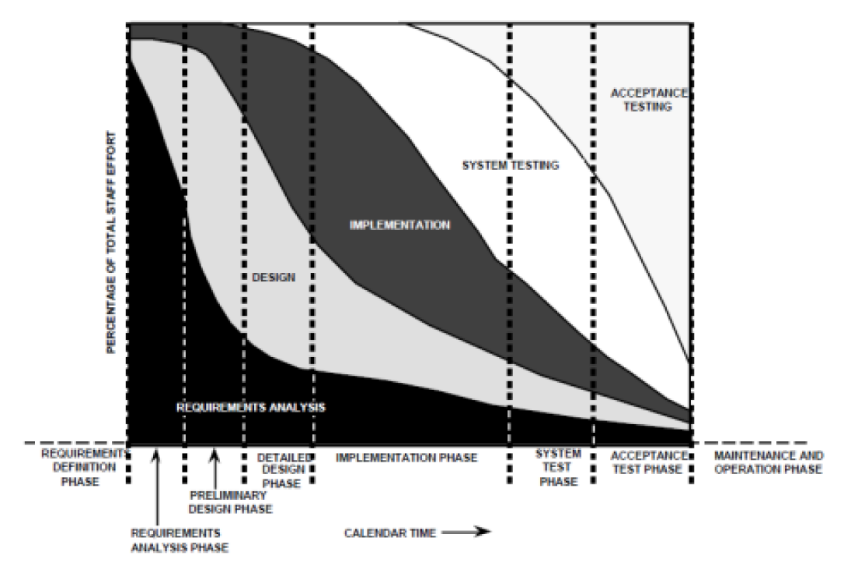 ACCEPTANCE
TESTING
SYSTEM TESTING
IMPLEMENTATION
DESIGN
REQUIREMENTS ANALYSIS
PERCENTAGE OF TOTAL STAFF EFFORT
REQUIREMENTS
DEFINITION
PHASE
REQUIREMENTS
ANALYSIS PHASE
PRELIMINARY
DESIGN PHASE
DETAILED
DESIGN
PHASE
IMPLEMENTATION PHASE
SYSTEM
TEST
PHASE
ACCEPTANCE
TEST PHASE
MAINTENANCE AND
OPERATION PHASE
CALENDAR TIME